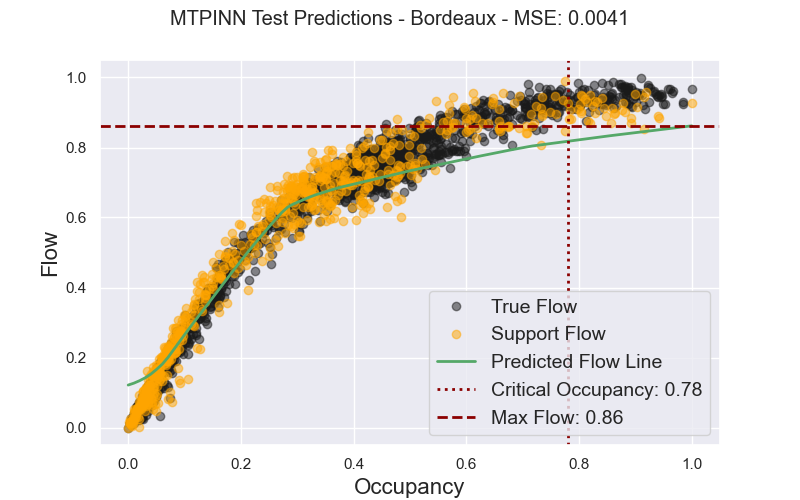 MTPINN Test Predictions - Bordeaux - MSE: 0.0041
1.0
0.8
0.6
0.4
0.2
0.0
Flow
True Flow
Support Flow
Predicted Flow Line
Critical Occupancy: 0.78
Max Flow: 0.86
0.0 0.2 0.4 0.6 0.8 1.0
Occupancy